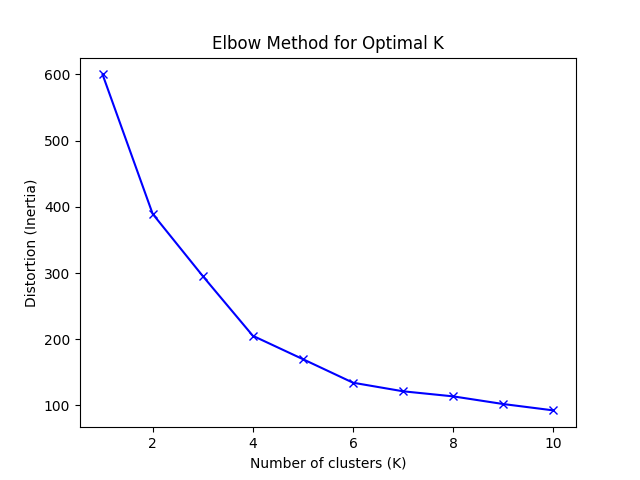 Elbow Method for Optimal K
600
500
400
300
200
100
Distortion (Inertia)
2 4 6 8 10
Number of clusters (K)